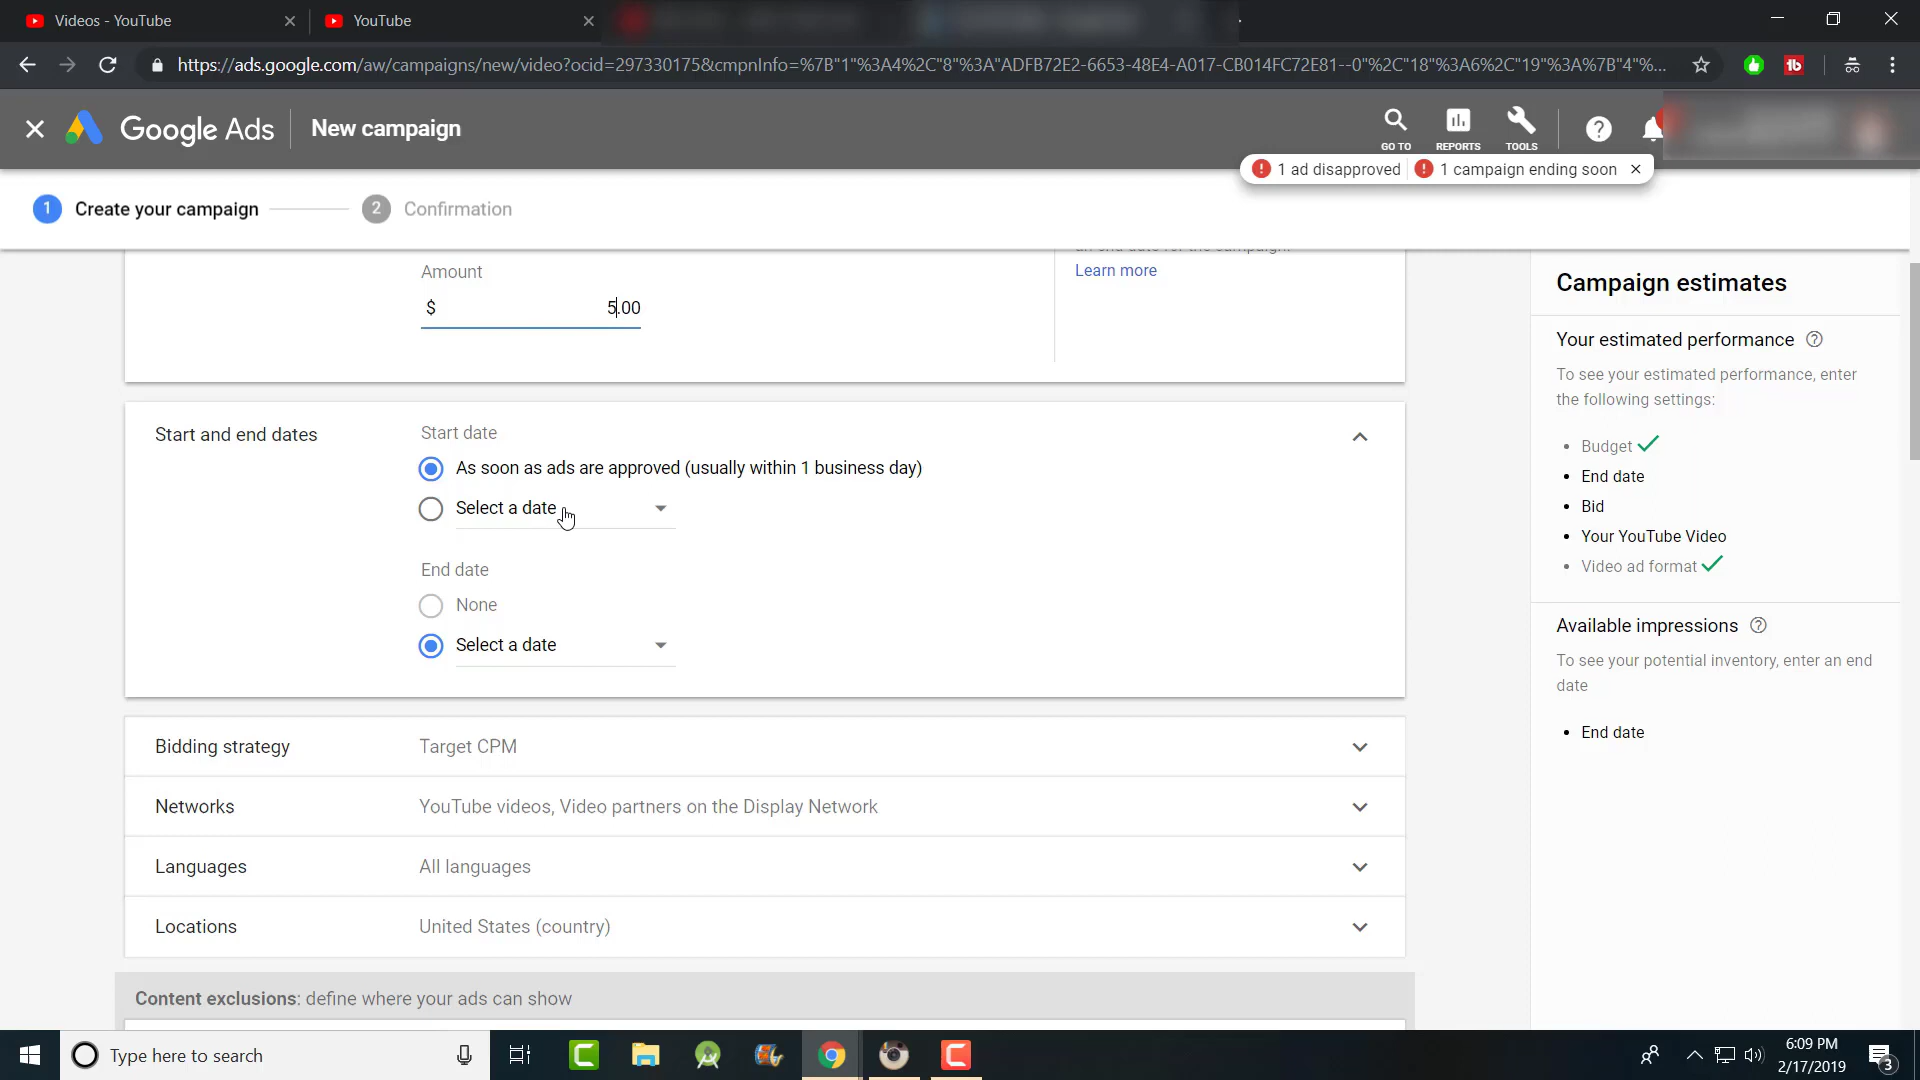 Videos - YouTube
YouTube
https://ads.google.com/aw/campaigns/new/video?ocid=297330175&cmpnInfo=%7B"1"%3A4%2C"8"%3A"ADFB72E2-6653-48E4-A017-CB014FC72E81--0"%2C"18"%3A6%2C"19"%3A%7B"4"%...
Google Ads
New campaign
GO TO
REPORTS
TOOLS
1 ad disapproved
1 campaign ending soon
1 Create your campaign
2 Confirmation
Amount
$ 5.00
an end date for the campaign.
Learn more
Start and end dates
Start date
As soon as ads are approved (usually within 1 business day)
Select a date
End date
None
Select a date
Bidding strategy Target CPM
Networks YouTube videos, Video partners on the Display Network
Languages All languages
Locations United States (country)
Content exclusions: define where your ads can show
Campaign estimates
Your estimated performance
To see your estimated performance, enter
the following settings:
• Budget
• End date
• Bid
• Your YouTube Video
• Video ad format
Available impressions
To see your potential inventory, enter an end
date
• End date
Type here to search
6:09 PM
2/17/2019
3